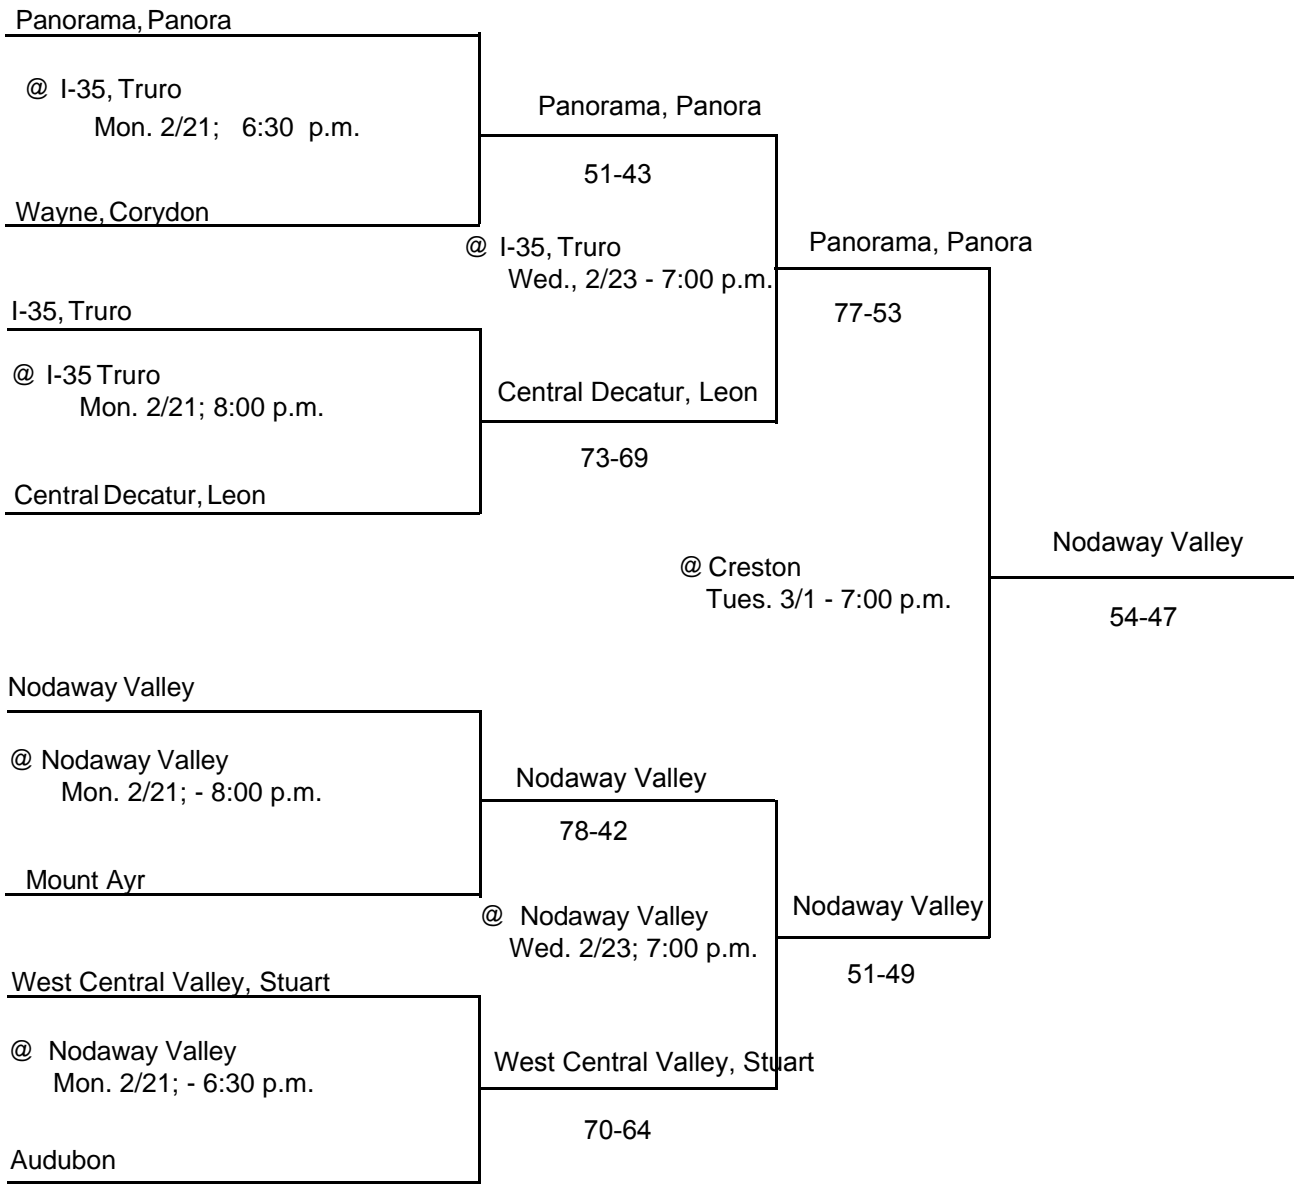 Panorama, Panora
@ I-35, Truro
Mon. 2/21; 6:30 p.m.
Wayne, Corydon
Panorama, Panora
51-43
@ I-35, Truro
Wed., 2/23 - 7:00 p.m.
Panorama, Panora
77-53
I-35, Truro
@ I-35 Truro
Mon. 2/21; 8:00 p.m.
Central Decatur, Leon
Central Decatur, Leon
73-69
@ Creston
Tues. 3/1 - 7:00 p.m.
Nodaway Valley
54-47
Nodaway Valley
@ Nodaway Valley
Mon. 2/21; - 8:00 p.m.
Mount Ayr
Nodaway Valley
78-42
@ Nodaway Valley
Wed. 2/23; 7:00 p.m.
Nodaway Valley
51-49
West Central Valley, Stuart
@ Nodaway Valley
Mon. 2/21; - 6:30 p.m.
Audubon
West Central Valley, Stuart
70-64